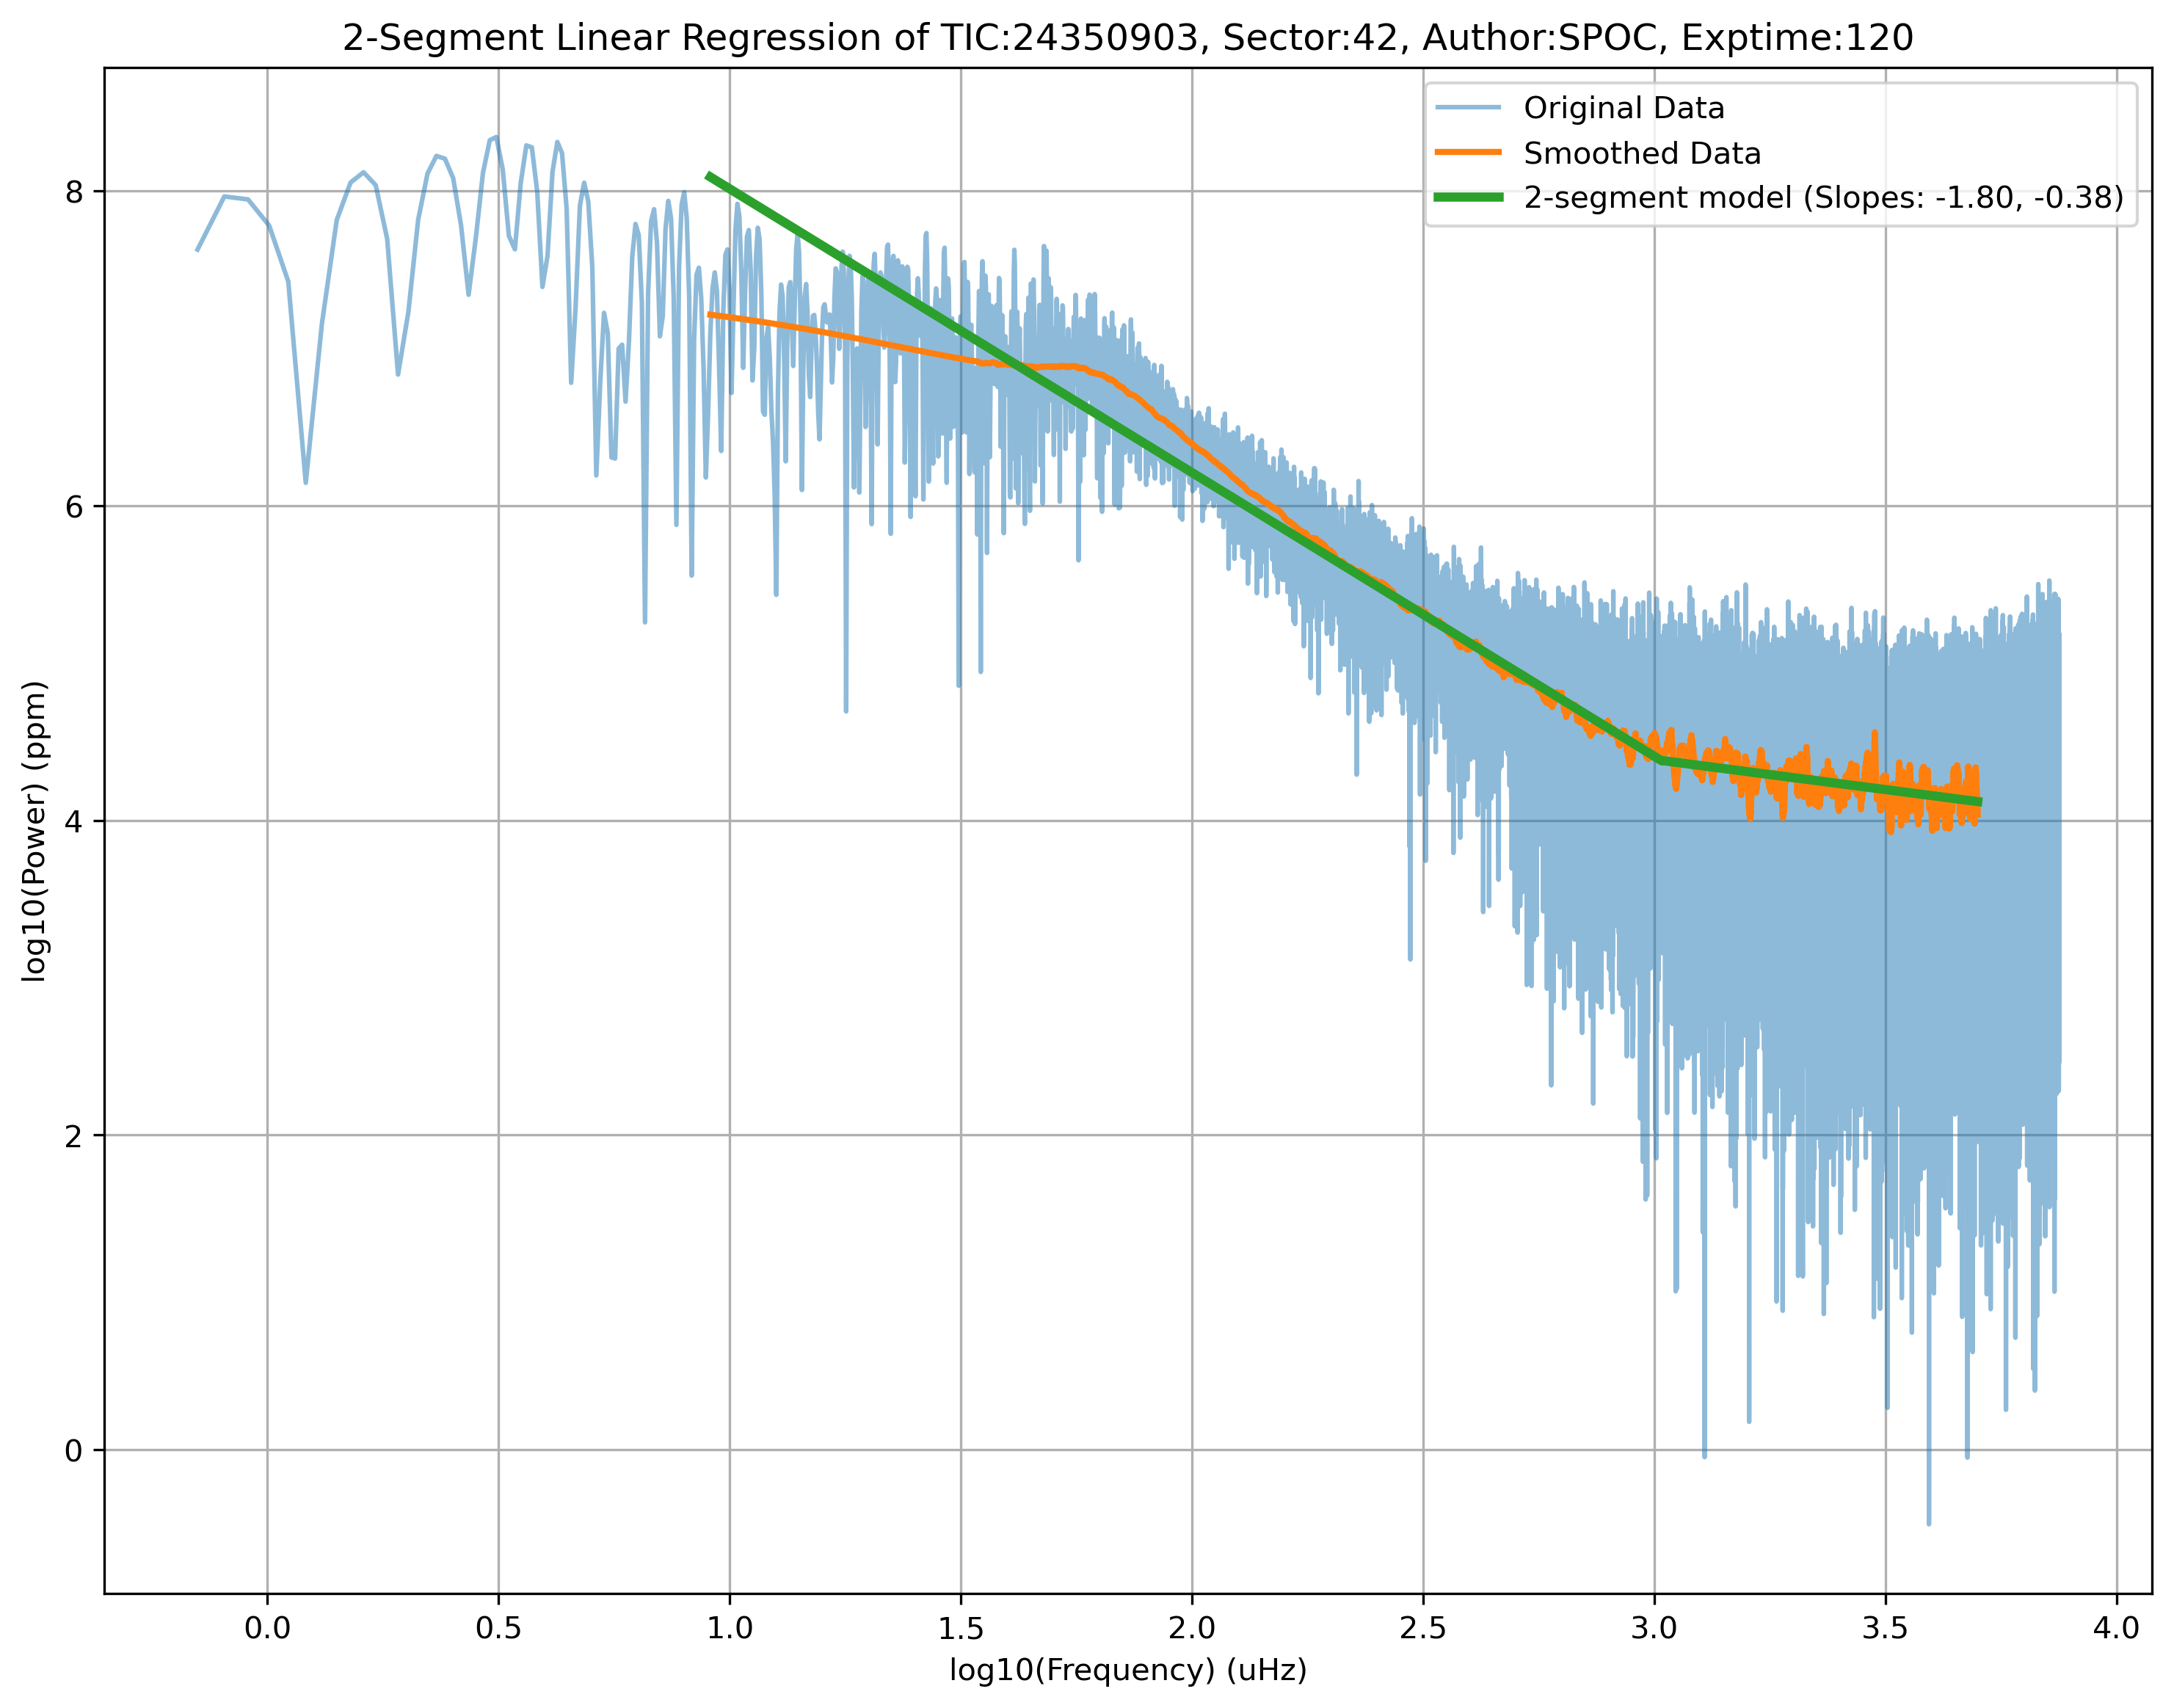 2-Segment Linear Regression of TIC:24350903, Sector:42, Author:SPOC, Exptime:120
Original Data
Smoothed Data
2-segment model (Slopes: -1.80, -0.38)
log10(Power) (ppm)
8
6
4
2
0
0.0 0.5 1.0 1.5 2.0 2.5 3.0 3.5 4.0
log10(Frequency) (uHz)